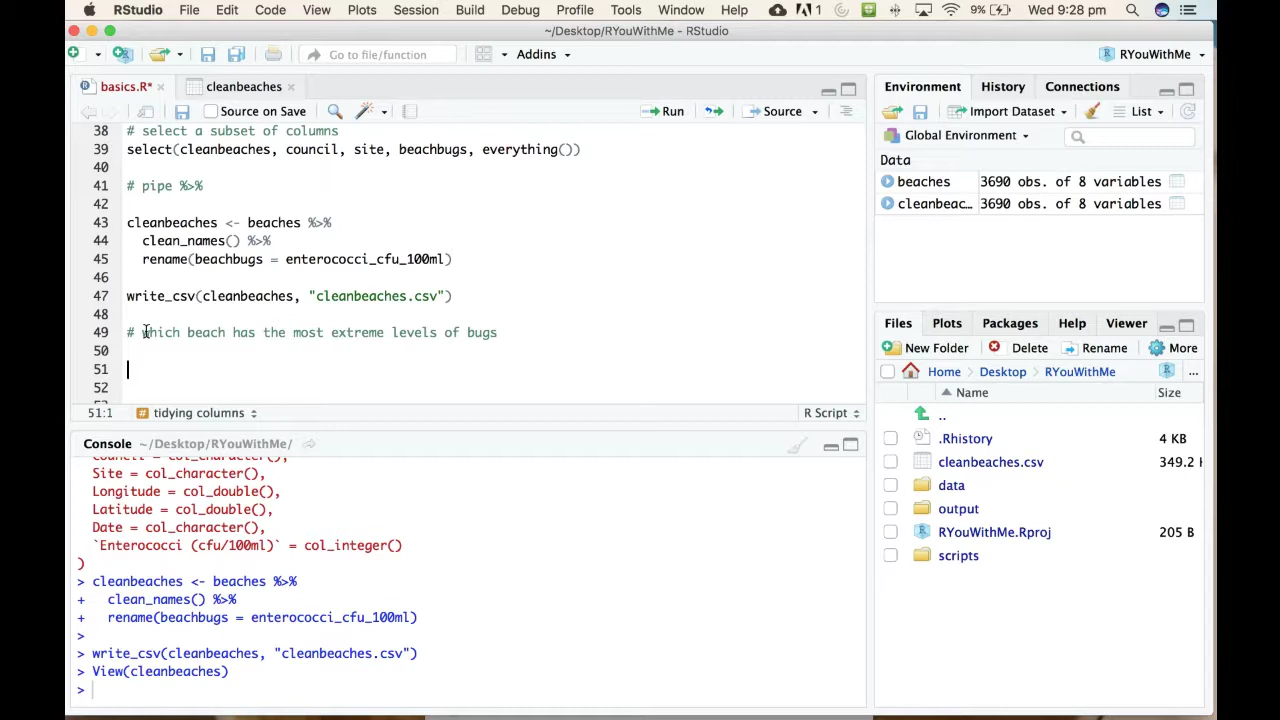 RStudio File Edit Code View Plots Session Build Debug Profile Tools Window Help 1 9% Wed 9:28 pm
~/Desktop/RYouWithMe - RStudio
Go to file/function Addins RYouWithMe
basics.R* cleanbeaches
Source on Save Run Source
38 # select a subset of columns
39 select(cleanbeaches, council, site, beachbugs, everything())
40
41 # pipe %>%
42
43 cleanbeaches <- beaches %>%
44 clean_names() %>%
45 rename(beachbugs = enterococci_cfu_100ml)
46
47 write_csv(cleanbeaches, "cleanbeaches.csv")
48
49 # which beach has the most extreme levels of bugs
50
51
52
51:1 # tidying columns R Script
Console ~/Desktop/RYouWithMe/
Council = col_character(),
Site = col_character(),
Longitude = col_double(),
Latitude = col_double(),
Date = col_character(),
`Enterococci (cfu/100ml)` = col_integer()
)
> cleanbeaches <- beaches %>%
+ clean_names() %>%
+ rename(beachbugs = enterococci_cfu_100ml)
>
> write_csv(cleanbeaches, "cleanbeaches.csv")
> View(cleanbeaches)
>
Environment History Connections
Import Dataset List
Global Environment
Data
beaches 3690 obs. of 8 variables
cleanbeac… 3690 obs. of 8 variables
Files Plots Packages Help Viewer
New Folder Delete Rename More
Home Desktop RYouWithMe ...
Name Size
..
.Rhistory 4 KB
cleanbeaches.csv 349.2
data
output
RYouWithMe.Rproj 205 B
scripts